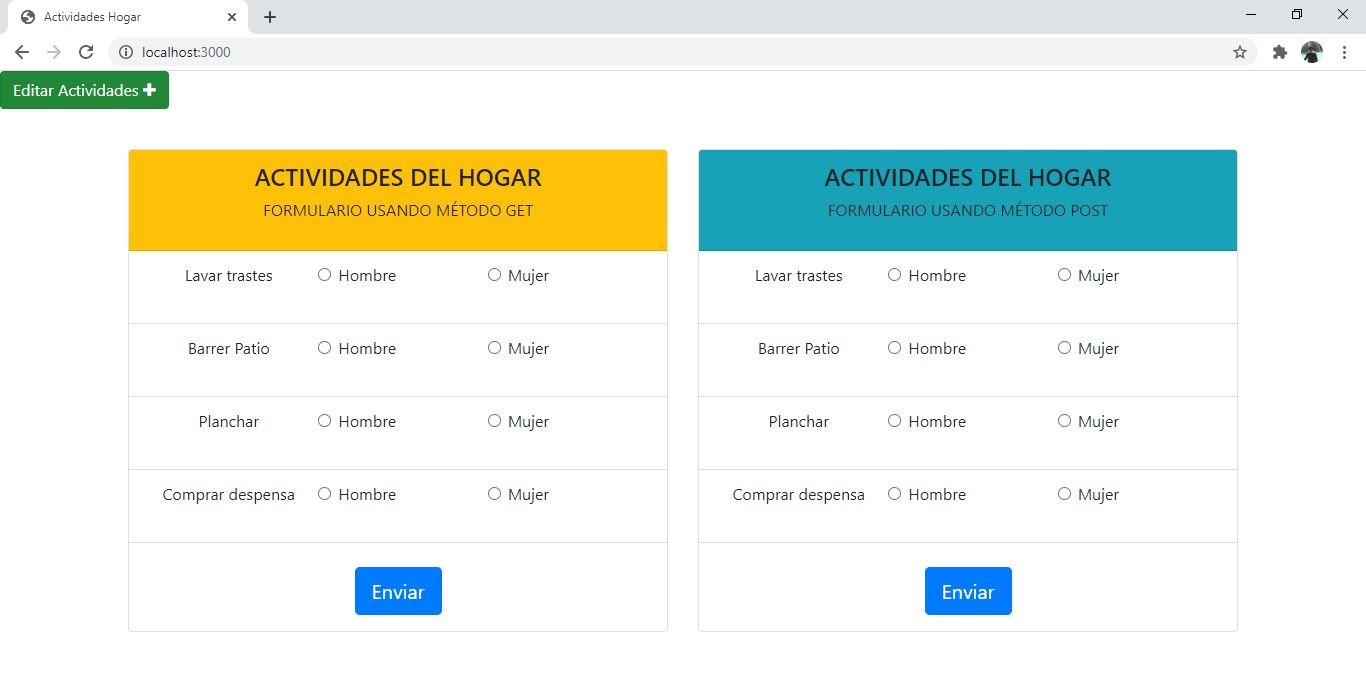 Actividades Hogar
localhost:3000
Editar Actividades
ACTIVIDADES DEL HOGAR
FORMULARIO USANDO MÉTODO GET
Lavar trastes Hombre Mujer
Barrer Patio Hombre Mujer
Planchar Hombre Mujer
Comprar despensa Hombre Mujer
Enviar
ACTIVIDADES DEL HOGAR
FORMULARIO USANDO MÉTODO POST
Lavar trastes Hombre Mujer
Barrer Patio Hombre Mujer
Planchar Hombre Mujer
Comprar despensa Hombre Mujer
Enviar